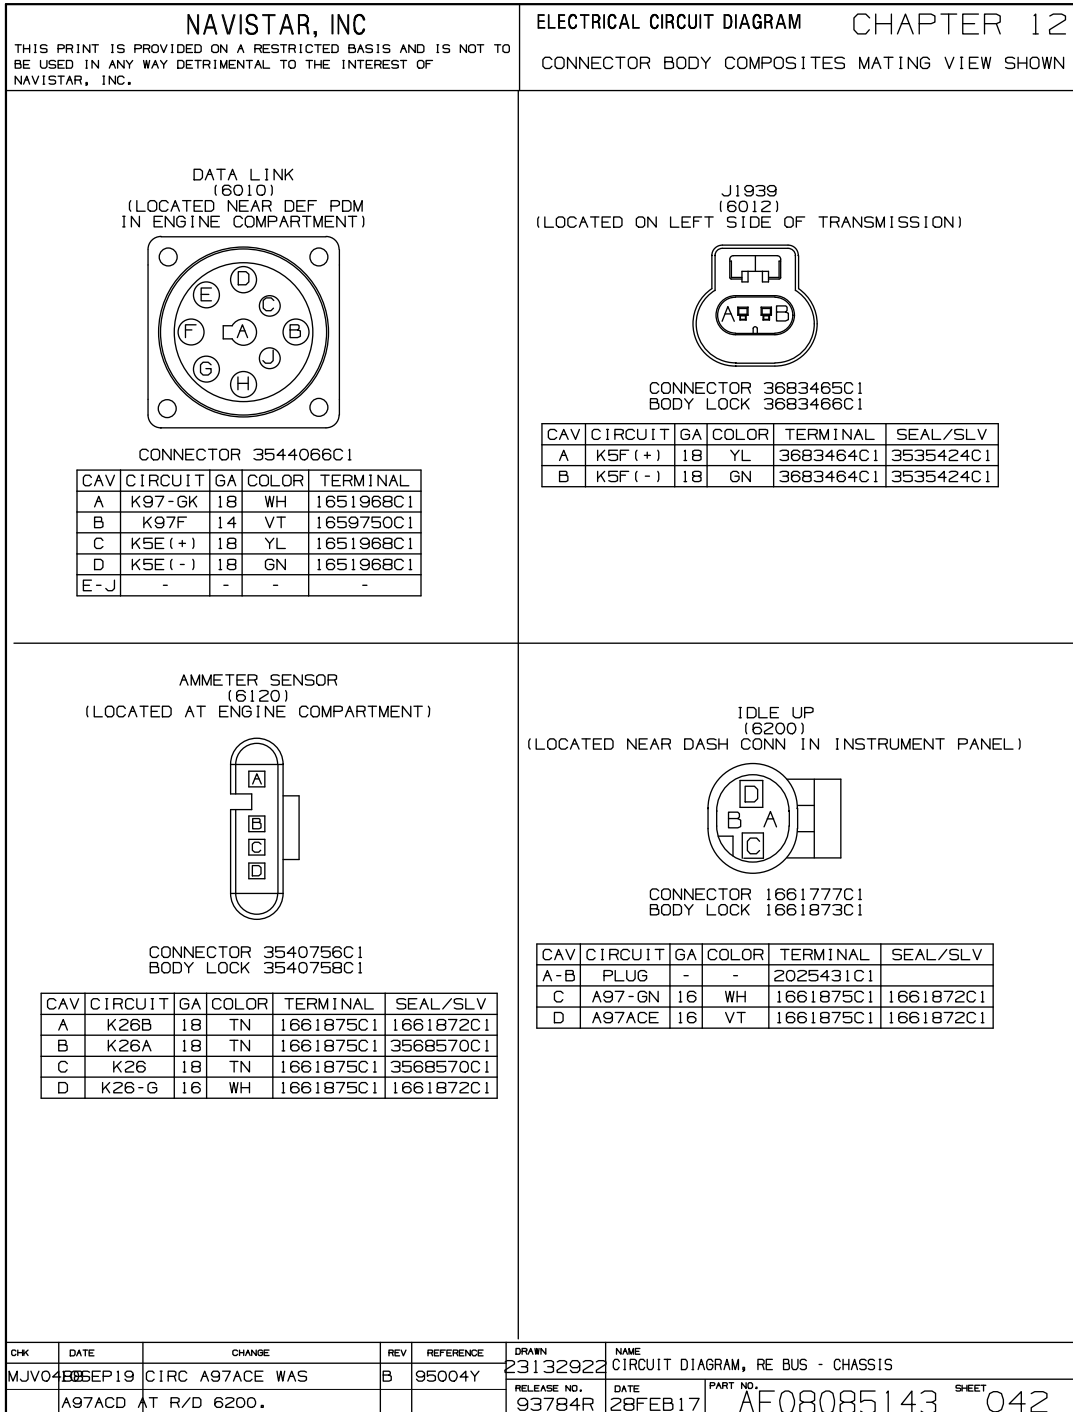 NAVISTAR, INC
THIS PRINT IS PROVIDED ON A RESTRICTED BASIS AND IS NOT TO
BE USED IN ANY WAY DETRIMENTAL TO THE INTEREST OF
NAVISTAR, INC.
ELECTRICAL CIRCUIT DIAGRAM CHAPTER 12
CONNECTOR BODY COMPOSITES MATING VIEW SHOWN
DATA LINK
(6010)
(LOCATED NEAR DEF PDM
IN ENGINE COMPARTMENT)
D
E C
F A B
G J
H
CONNECTOR 3544066C1
CAV CIRCUIT GA COLOR TERMINAL
A K97-GK 18 WH 1651968C1
B K97F 14 VT 1659750C1
C K5E(+) 18 YL 1651968C1
D K5E(-) 18 GN 1651968C1
E-J - - - -
J1939
(6012)
(LOCATED ON LEFT SIDE OF TRANSMISSION)
A B
CONNECTOR 3683465C1
BODY LOCK 3683466C1
CAV CIRCUIT GA COLOR TERMINAL SEAL/SLV
A K5F(+) 18 YL 3683464C1 3535424C1
B K5F(-) 18 GN 3683464C1 3535424C1
AMMETER SENSOR
(6120)
(LOCATED AT ENGINE COMPARTMENT)
A
B
C
D
CONNECTOR 3540756C1
BODY LOCK 3540758C1
CAV CIRCUIT GA COLOR TERMINAL SEAL/SLV
A K26B 18 TN 1661875C1 1661872C1
B K26A 18 TN 1661875C1 3568570C1
C K26 18 TN 1661875C1 3568570C1
D K26-G 16 WH 1661875C1 1661872C1
IDLE UP
(6200)
(LOCATED NEAR DASH CONN IN INSTRUMENT PANEL)
D
B A
C
CONNECTOR 1661777C1
BODY LOCK 1661873C1
CAV CIRCUIT GA COLOR TERMINAL SEAL/SLV
A-B PLUG - - 2025431C1
C A97-GN 16 WH 1661875C1 1661872C1
D A97ACE 16 VT 1661875C1 1661872C1
CHK DATE CHANGE REV REFERENCE
MJV04 SEP19 CIRC A97ACE WAS B 95004Y
A97ACD AT R/D 6200.
DRAWN 23132922
NAME CIRCUIT DIAGRAM, RE BUS - CHASSIS
RELEASE NO. 93784R
DATE 28FEB17
PART NO. AE08085143
SHEET 042